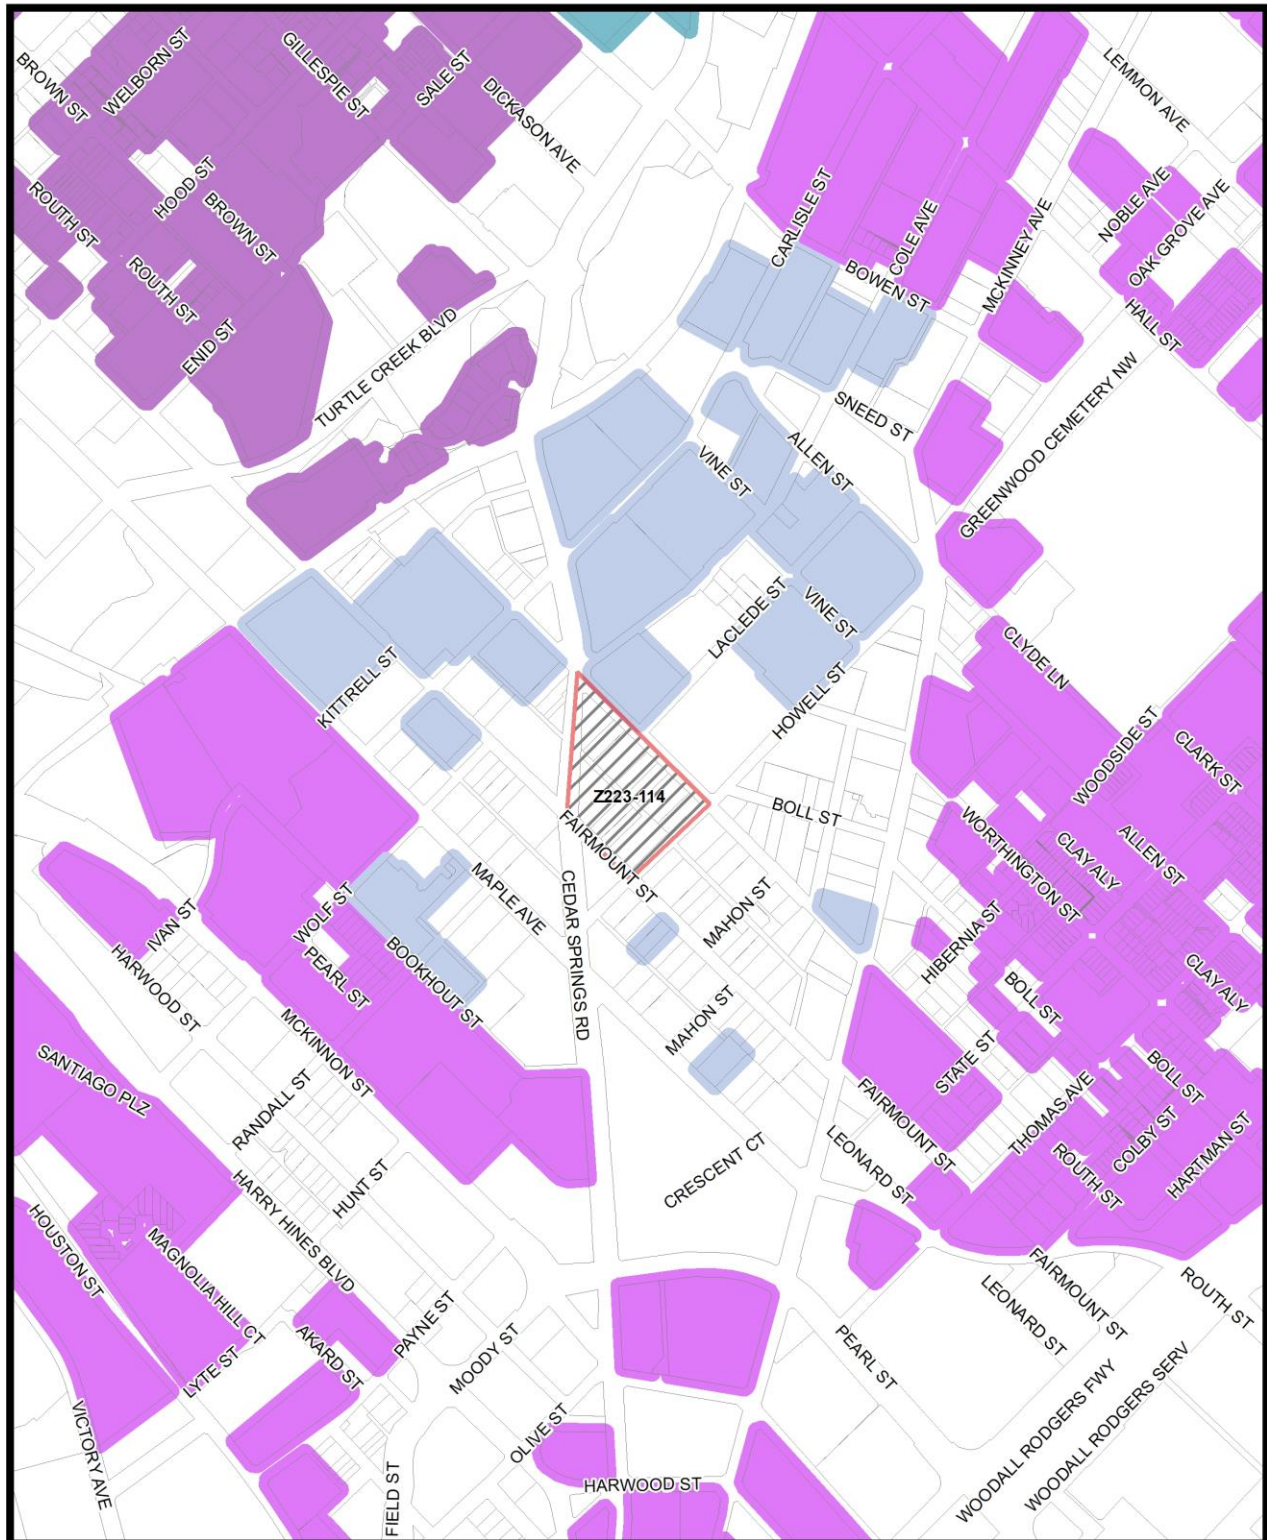 BROWN ST
WELBORN ST
GILLESPIE ST
SALE ST
DICKASON AVE
LEMMON AVE
HOOD ST
ROUTH ST
BROWN ST
CARLISLE ST
COLE AVE
MCKINNEY AVE
NOBLE AVE
OAK GROVE AVE
ROUTH ST
BOWEN ST
HALL ST
ENID ST
TURTLE CREEK BLVD
SNEED ST
GREENWOOD CEMETERY NW
VINE ST
ALLEN ST
LACLEDE ST
VINE ST
CLYDE LN
KITTRELL ST
HOWELL ST
WOODSIDE ST
CLARK ST
Z223-114
BOLL ST
FAIRMOUNT ST
WORTHINGTON ST
CLAY ALY
ALLEN ST
MAPLE AVE
CEDAR SPRINGS RD
MAHON ST
IVAN ST
WOLF ST
HARWOOD ST
PEARL ST
BOOKHOUT ST
HIBERNIA ST
CLAY ALY
BOLL ST
MAHON ST
MCKINNON ST
STATE ST
SANTIAGO PLZ
RANDALL ST
BOLL ST
FAIRMOUNT ST
THOMAS AVE
COLBY ST
HARTMAN ST
HUNT ST
CRESCENT CT
LEONARD ST
ROUTH ST
HARRY HINES BLVD
HOUSTON ST
MAGNOLIA HILL CT
FAIRMOUNT ST
ROUTH ST
LEONARD ST
PAYNE ST
AKARD ST
MOODY ST
LYTE ST
PEARL ST
VICTORY AVE
OLIVE ST
WOODALL RODGERS FWY
WOODALL RODGERS SERV
FIELD ST
HARWOOD ST